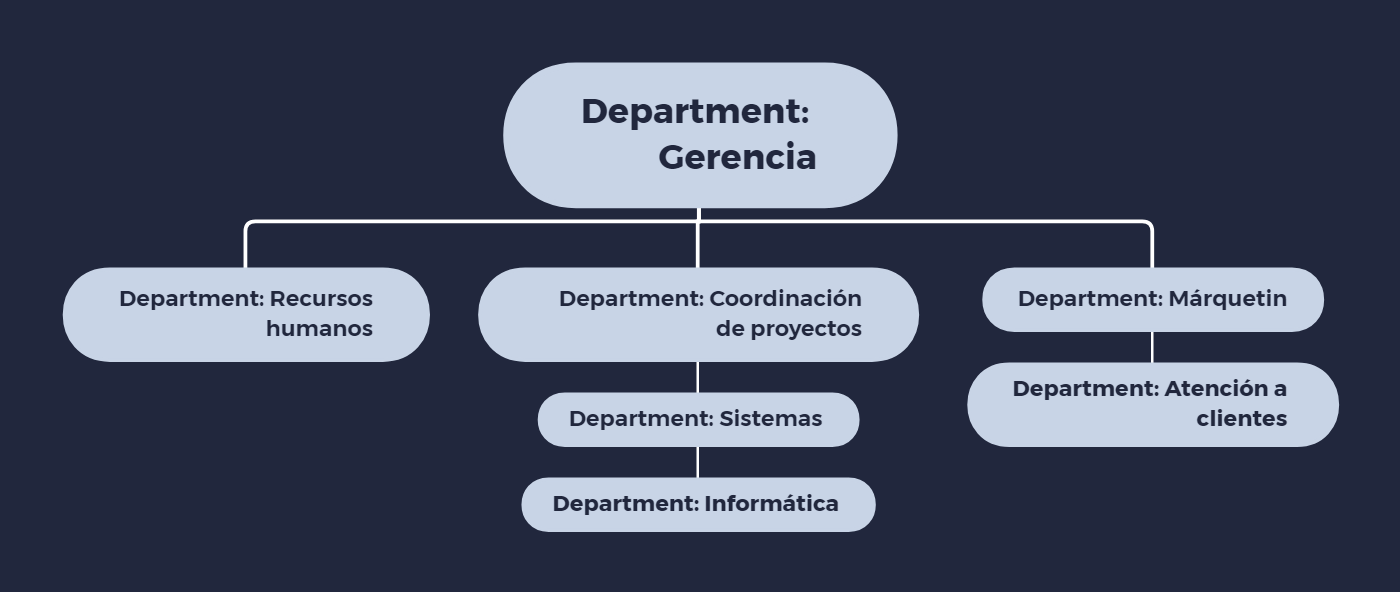 Department:
Gerencia
Department: Recursos
humanos
Department: Coordinación
de proyectos
Department: Márquetin
Department: Atención a
clientes
Department: Sistemas
Department: Informática